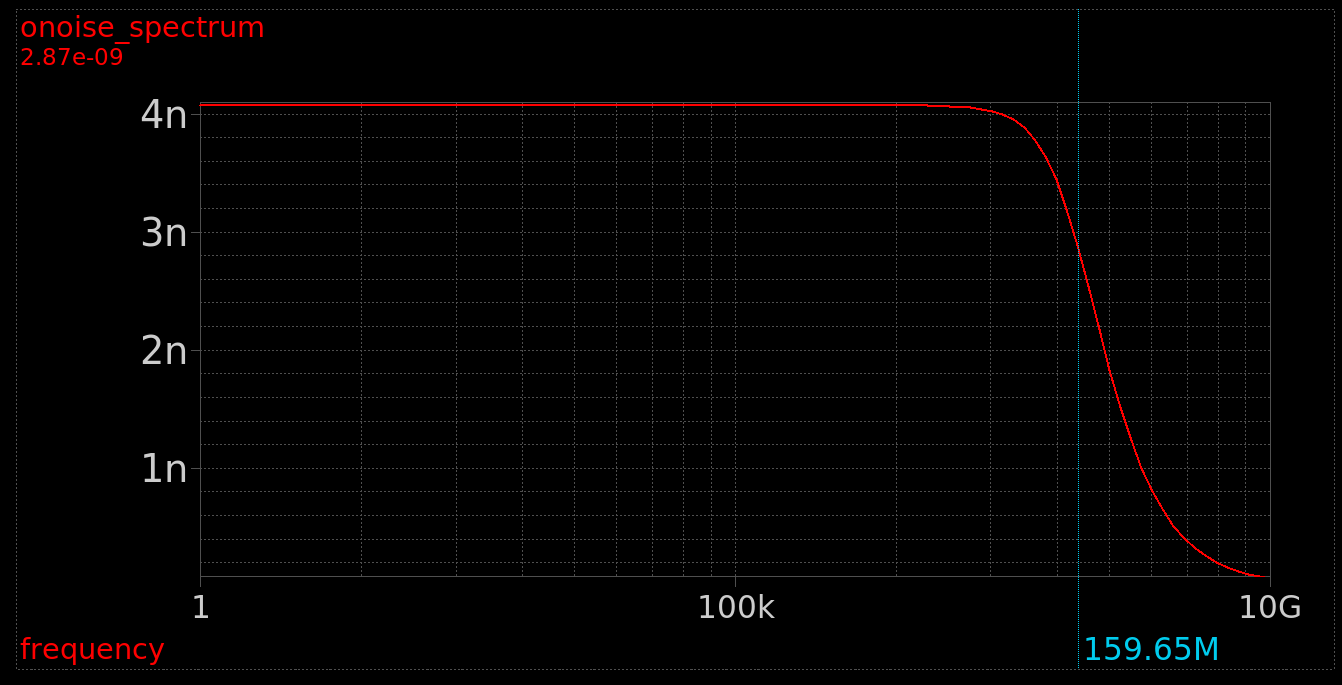 onoise_spectrum
2.87e-09
4n
3n
2n
1n
1 100k 10G
frequency 159.65M